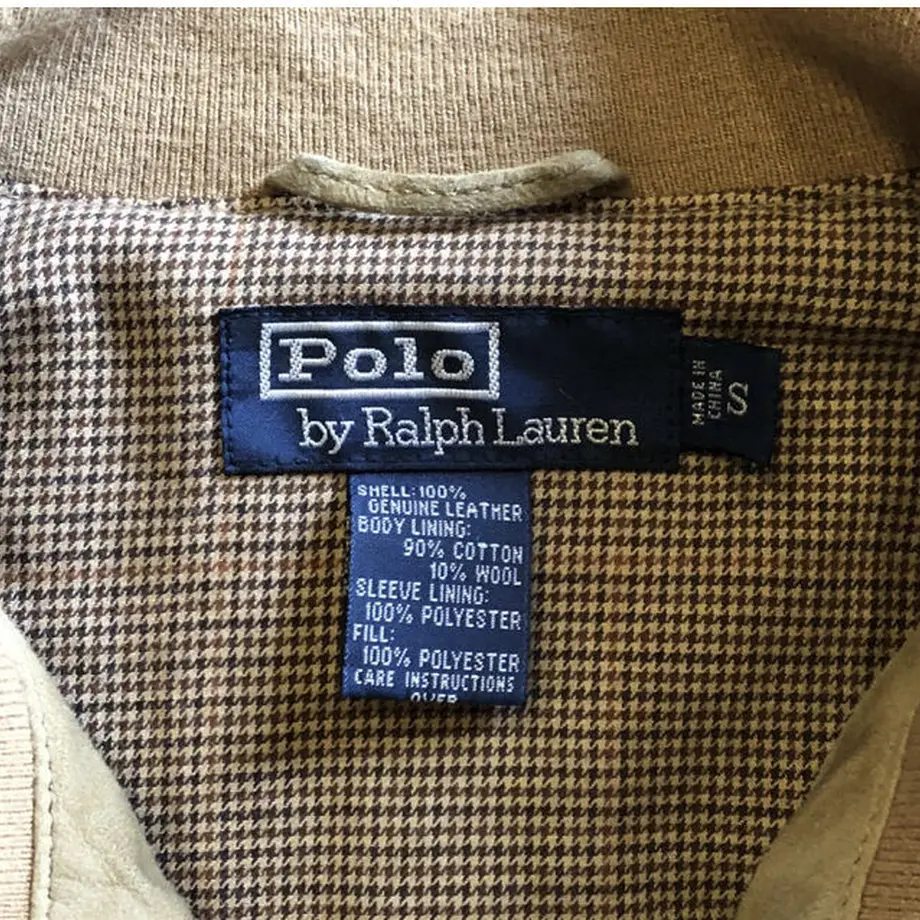 Polo
by Ralph Lauren
MADE IN
CHINA
S
SHELL: 100%
GENUINE LEATHER
BODY LINING:
90% COTTON
10% WOOL
SLEEVE LINING:
100% POLYESTER
FILL:
100% POLYESTER
CARE INSTRUCTIONS
OVER